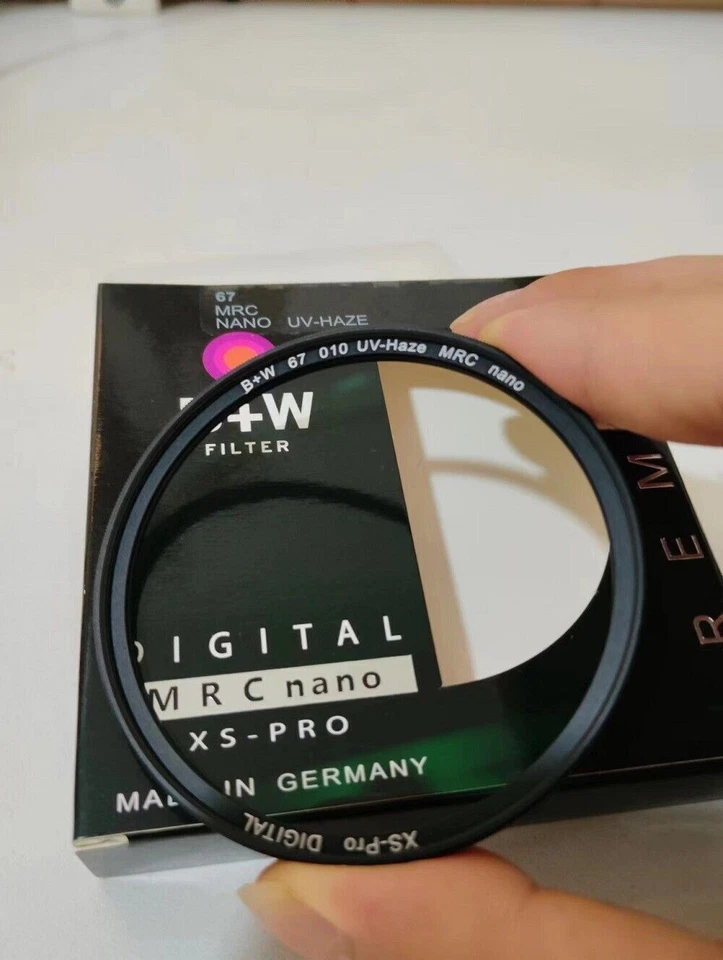 67
MRC
NANO UV-HAZE
B+W 67 010 UV-Haze MRC nano
B+W
FILTER
DIGITAL
MRC nano
XS-PRO
MADE IN GERMANY
XS-Pro DIGITAL
R E M